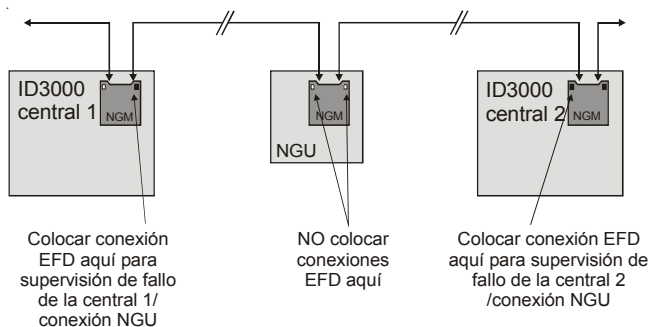 ID3000
central 1
NGM
NGM
NGU
ID3000
central 2
NGM
Colocar conexión
EFD aquí para
supervisión de fallo
de la central 1/
conexión NGU
NO colocar
conexiones
EFD aquí
Colocar conexión EFD
aquí para supervisión de
fallo de la central 2
/conexión NGU